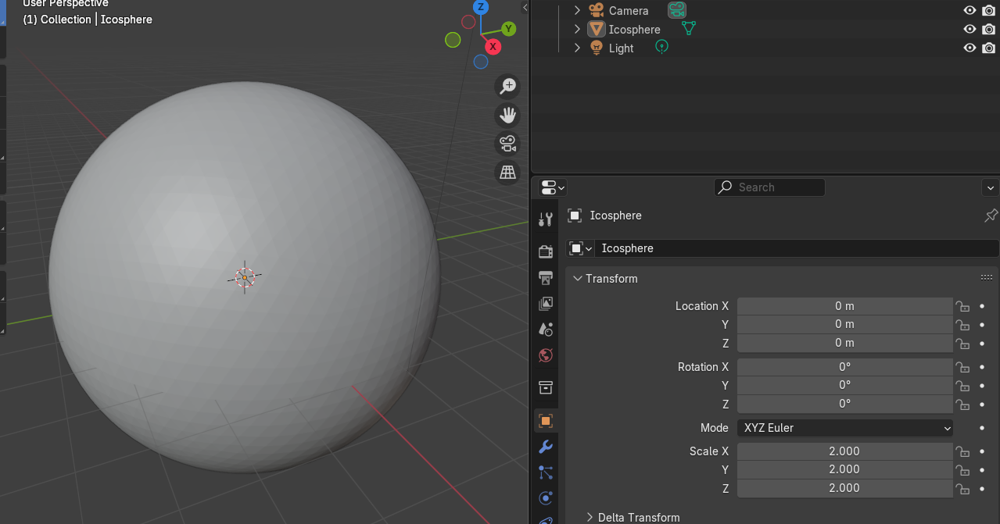 User Perspective
(1) Collection | Icosphere
Z
Y
X
Camera
Icosphere
Light
Search
Icosphere
Icosphere
Transform
Location X 0 m
Y 0 m
Z 0 m
Rotation X 0°
Y 0°
Z 0°
Mode XYZ Euler
Scale X 2.000
Y 2.000
Z 2.000
Delta Transform